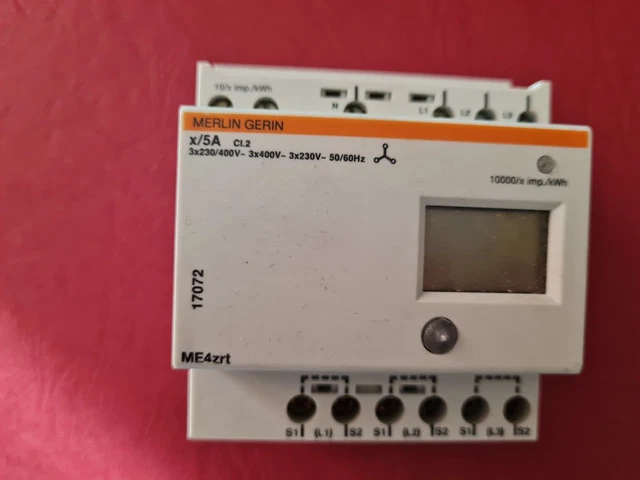 10/x imp./kWh
N L1 L2 L3
MERLIN GERIN
x/5A Cl.2
3x230/400V~ 3x400V~ 3x230V~ 50/60Hz
10000/x imp./kWh
17072
ME4zrt
S1 (L1) S2 S1 (L2) S2 S1 (L3) S2